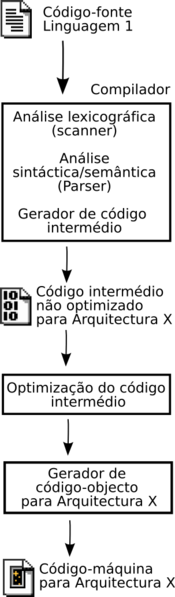 Código-fonte
Linguagem 1
Compilador
Análise lexicográfica
(scanner)
Análise
sintáctica/semântica
(Parser)
Gerador de código
intermédio
Código intermédio
não optimizado
para Arquitectura X
Optimização do código
intermédio
Gerador de
código-objecto
para Arquitectura X
Código-máquina
para Arquitectura X